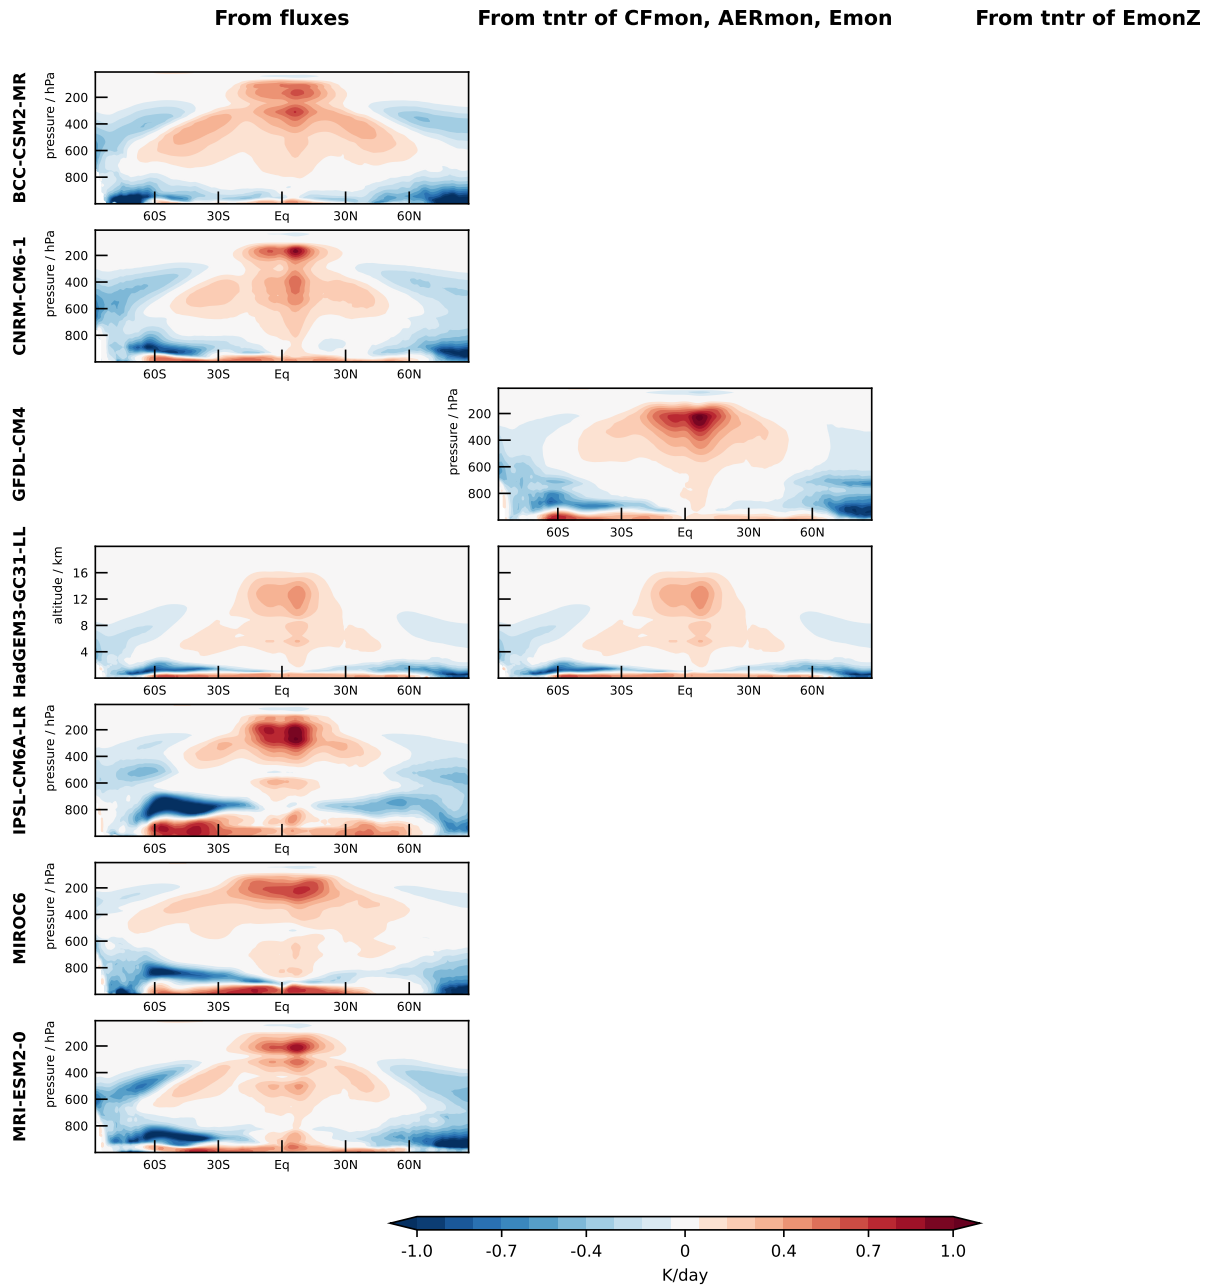 From fluxes From tntr of CFmon, AERmon, Emon From tntr of EmonZ
BCC-CSM2-MR
pressure / hPa
200
400
600
800
60S 30S Eq 30N 60N
CNRM-CM6-1
pressure / hPa
200
400
600
800
60S 30S Eq 30N 60N
GFDL-CM4
pressure / hPa
200
400
600
800
60S 30S Eq 30N 60N
HadGEM3-GC31-LL
altitude / km
16
12
8
4
60S 30S Eq 30N 60N
60S 30S Eq 30N 60N
IPSL-CM6A-LR
pressure / hPa
200
400
600
800
60S 30S Eq 30N 60N
MIROC6
pressure / hPa
200
400
600
800
60S 30S Eq 30N 60N
MRI-ESM2-0
pressure / hPa
200
400
600
800
60S 30S Eq 30N 60N
-1.0 -0.7 -0.4 0 0.4 0.7 1.0
K/day